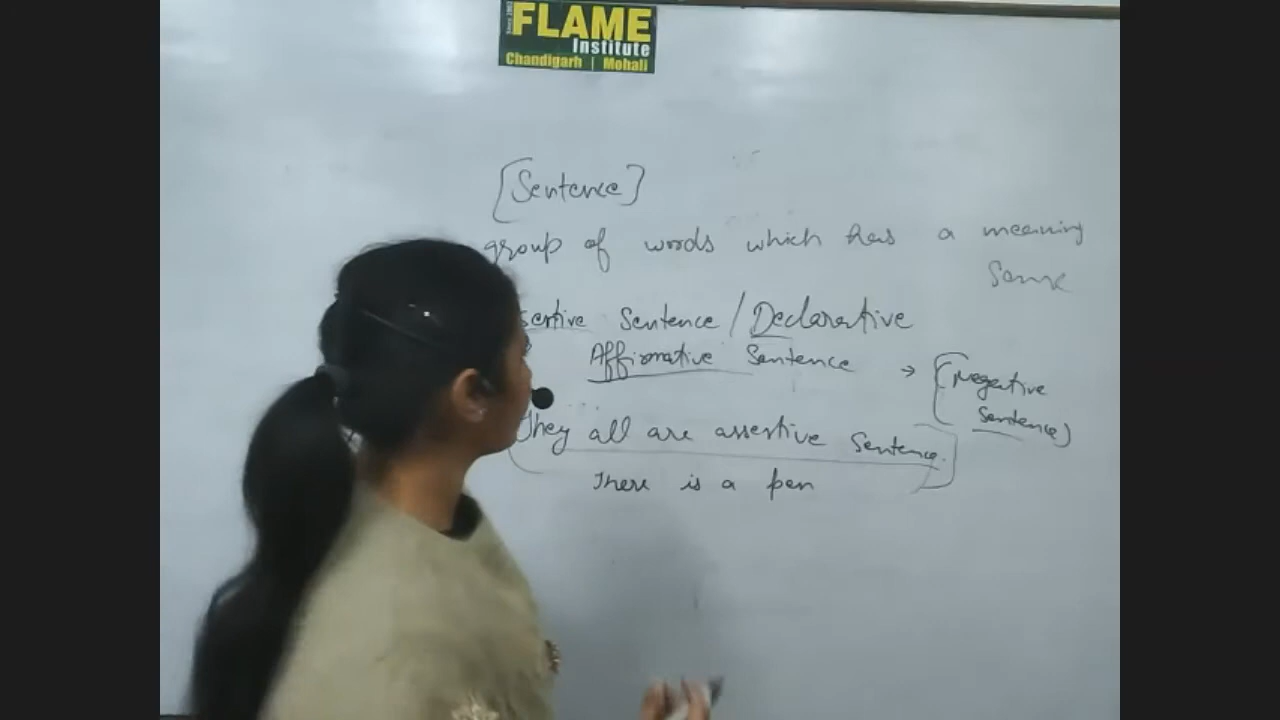 Since 2003
FLAME
Institute
Chandigarh | Mohali
[Sentence]
group of words which has a meaning
Some
sertive Sentence / Declarative
Affirmative Sentence → (Negative
Sentence)
They all are assertive Sentence.
There is a pen